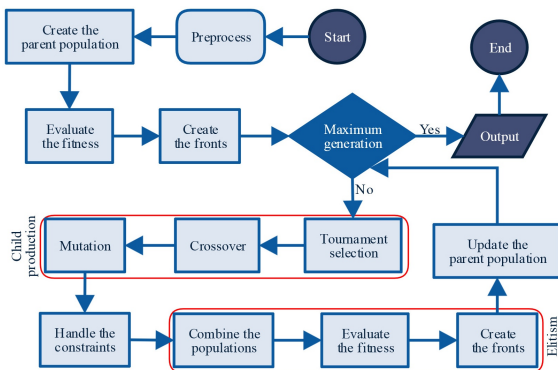 Create the
parent population
Preprocess
Start
End
Evaluate
the fitness
Create
the fronts
Maximum
generation
Yes
Output
No
Child
production
Mutation
Crossover
Tournament
selection
Update the
parent population
Handle the
constraints
Combine the
populations
Evaluate
the fitness
Create
the fronts
Elitism